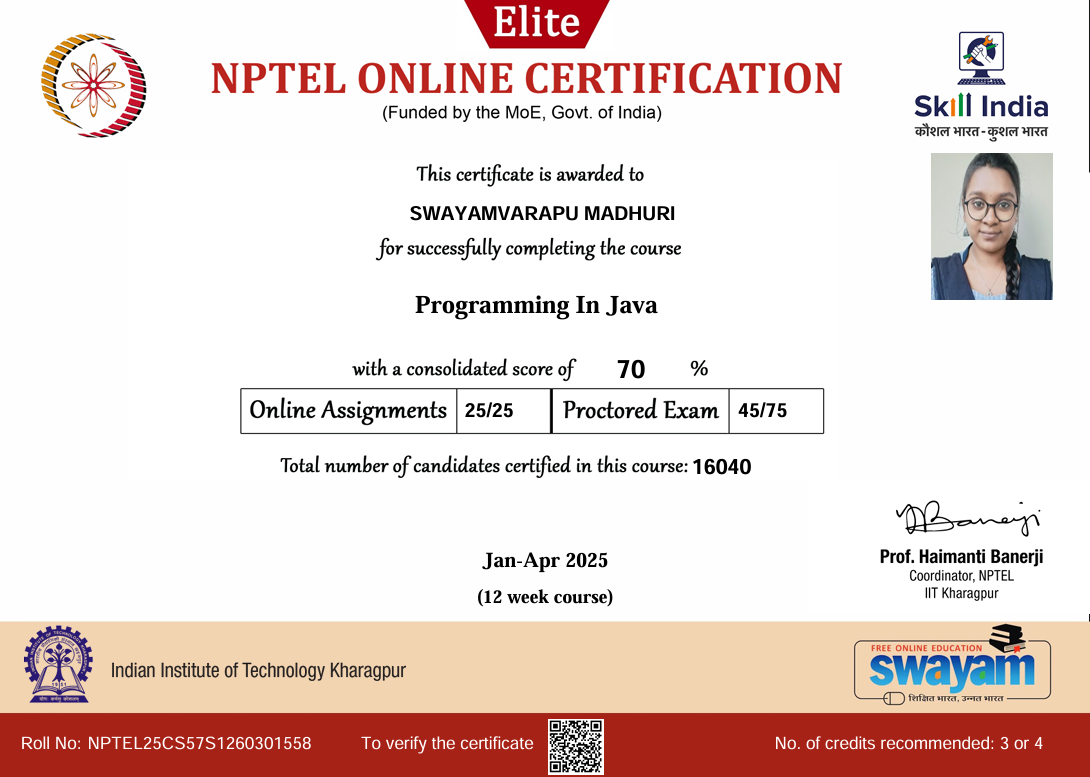 Elite
NPTEL ONLINE CERTIFICATION
(Funded by the MoE, Govt. of India)
Skill India
कौशल भारत - कुशल भारत
This certificate is awarded to
SWAYAMVARAPU MADHURI
for successfully completing the course
Programming In Java
with a consolidated score of 70 %
Online Assignments 25/25 Proctored Exam 45/75
Total number of candidates certified in this course: 16040
Jan-Apr 2025
(12 week course)
Prof. Haimanti Banerji
Coordinator, NPTEL
IIT Kharagpur
Indian Institute of Technology Kharagpur
FREE ONLINE EDUCATION
swayam
शिक्षित भारत, उन्नत भारत
Roll No: NPTEL25CS57S1260301558
To verify the certificate
No. of credits recommended: 3 or 4